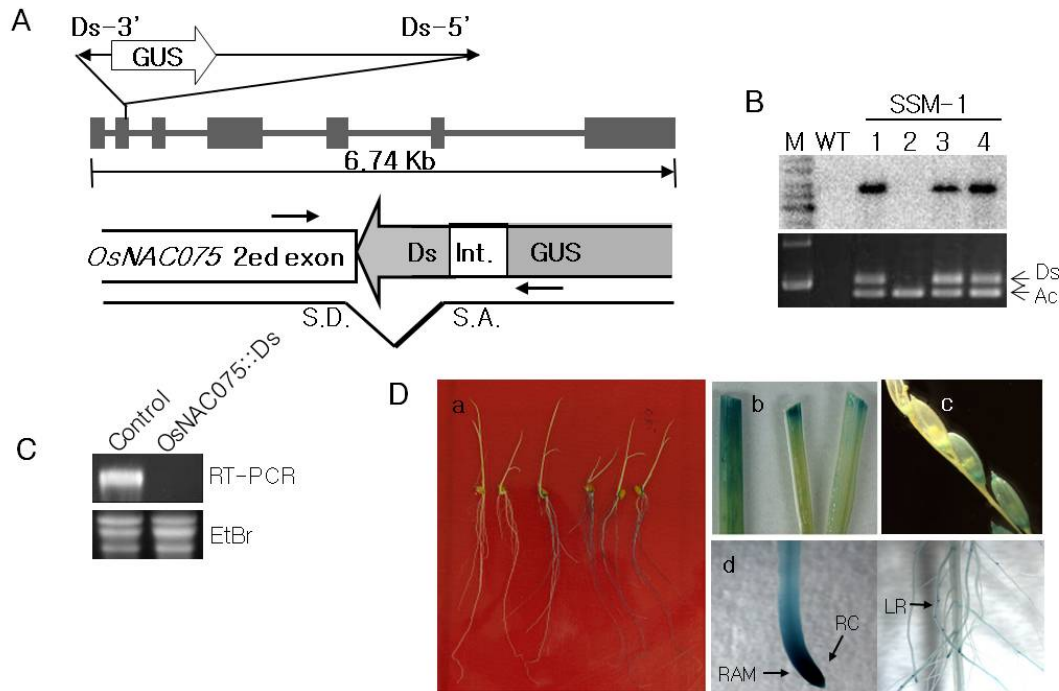 A
Ds-3’ Ds-5’
GUS
6.74 Kb
OsNAC075 2ed exon Ds Int. GUS
S.D. S.A.
B
SSM-1
M WT 1 2 3 4
Ds
Ac
C
Control OsNAC075::Ds
RT-PCR
EtBr
D
a
b
c
d
RAM
RC
LR